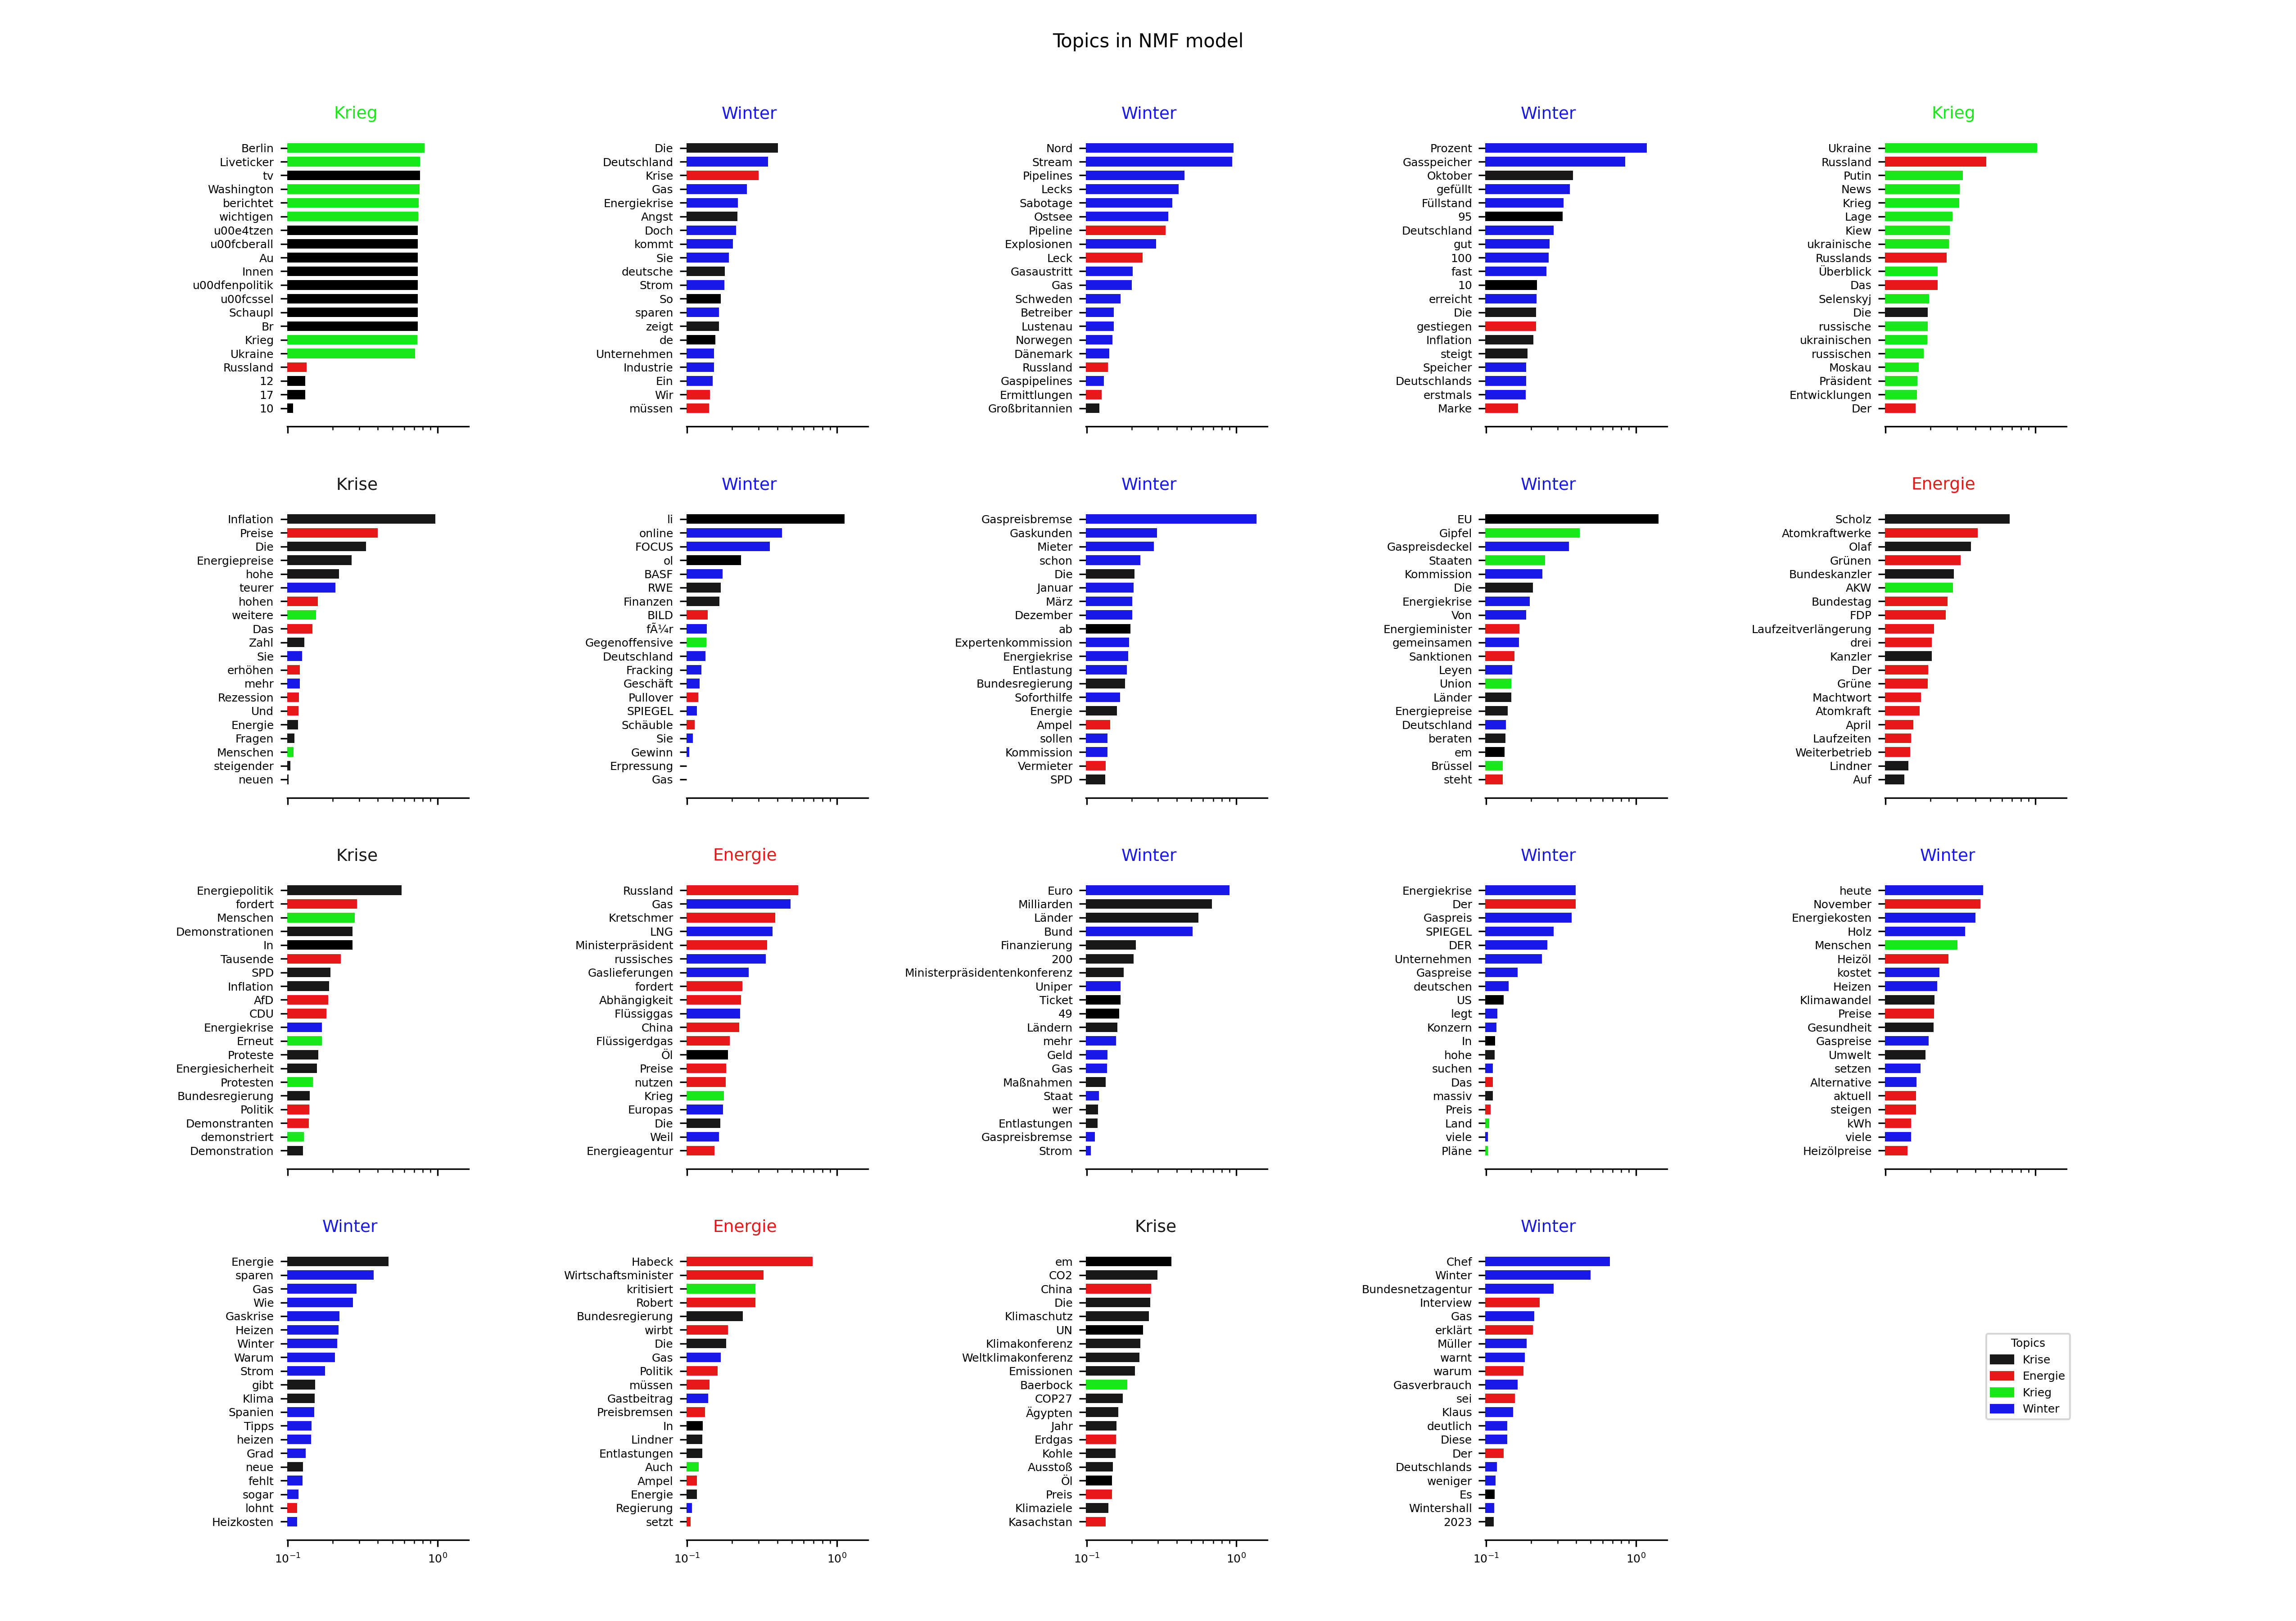 Topics in NMF model
Krieg
Berlin
Liveticker
tv
Washington
berichtet
wichtigen
u00e4tzen
u00fcberall
Au
Innen
u00dfenpolitik
u00fcssel
Schaupl
Br
Krieg
Ukraine
Russland
12
17
10
Winter
Die
Deutschland
Krise
Gas
Energiekrise
Angst
Doch
kommt
Sie
deutsche
Strom
So
sparen
zeigt
de
Unternehmen
Industrie
Ein
Wir
müssen
Winter
Nord
Stream
Pipelines
Lecks
Sabotage
Ostsee
Pipeline
Explosionen
Leck
Gasaustritt
Gas
Schweden
Betreiber
Lustenau
Norwegen
Dänemark
Russland
Gaspipelines
Ermittlungen
Großbritannien
Winter
Prozent
Gasspeicher
Oktober
gefüllt
Füllstand
95
Deutschland
gut
100
fast
10
erreicht
Die
gestiegen
Inflation
steigt
Speicher
Deutschlands
erstmals
Marke
Krieg
Ukraine
Russland
Putin
News
Krieg
Lage
Kiew
ukrainische
Russlands
Überblick
Das
Selenskyj
Die
russische
ukrainischen
russischen
Moskau
Präsident
Entwicklungen
Der
Krise
Inflation
Preise
Die
Energiepreise
hohe
teurer
hohen
weitere
Das
Zahl
Sie
erhöhen
mehr
Rezession
Und
Energie
Fragen
Menschen
steigender
neuen
Winter
li
online
FOCUS
ol
BASF
RWE
Finanzen
BILD
fÃ¼r
Gegenoffensive
Deutschland
Fracking
Geschäft
Pullover
SPIEGEL
Schäuble
Sie
Gewinn
Erpressung
Gas
Winter
Gaspreisbremse
Gaskunden
Mieter
schon
Die
Januar
März
Dezember
ab
Expertenkommission
Energiekrise
Entlastung
Bundesregierung
Soforthilfe
Energie
Ampel
sollen
Kommission
Vermieter
SPD
Winter
EU
Gipfel
Gaspreisdeckel
Staaten
Kommission
Die
Energiekrise
Von
Energieminister
gemeinsamen
Sanktionen
Leyen
Union
Länder
Energiepreise
Deutschland
beraten
em
Brüssel
steht
Energie
Scholz
Atomkraftwerke
Olaf
Grünen
Bundeskanzler
AKW
Bundestag
FDP
Laufzeitverlängerung
drei
Kanzler
Der
Grüne
Machtwort
Atomkraft
April
Laufzeiten
Weiterbetrieb
Lindner
Auf
Krise
Energiepolitik
fordert
Menschen
Demonstrationen
In
Tausende
SPD
Inflation
AfD
CDU
Energiekrise
Erneut
Proteste
Energiesicherheit
Protesten
Bundesregierung
Politik
Demonstranten
demonstriert
Demonstration
Energie
Russland
Gas
Kretschmer
LNG
Ministerpräsident
russisches
Gaslieferungen
fordert
Abhängigkeit
Flüssiggas
China
Flüssigerdgas
Öl
Preise
nutzen
Krieg
Europas
Die
Weil
Energieagentur
Winter
Euro
Milliarden
Länder
Bund
Finanzierung
200
Ministerpräsidentenkonferenz
Uniper
Ticket
49
Ländern
mehr
Geld
Gas
Maßnahmen
Staat
wer
Entlastungen
Gaspreisbremse
Strom
Winter
Energiekrise
Der
Gaspreis
SPIEGEL
DER
Unternehmen
Gaspreise
deutschen
US
legt
Konzern
In
hohe
suchen
Das
massiv
Preis
Land
viele
Pläne
Winter
heute
November
Energiekosten
Holz
Menschen
Heizöl
kostet
Heizen
Klimawandel
Preise
Gesundheit
Gaspreise
Umwelt
setzen
Alternative
aktuell
steigen
kWh
viele
Heizölpreise
Winter
Energie
sparen
Gas
Wie
Gaskrise
Heizen
Winter
Warum
Strom
gibt
Klima
Spanien
Tipps
heizen
Grad
neue
fehlt
sogar
lohnt
Heizkosten
10⁻¹ 10⁰
Energie
Habeck
Wirtschaftsminister
kritisiert
Robert
Bundesregierung
wirbt
Die
Gas
Politik
müssen
Gastbeitrag
Preisbremsen
In
Lindner
Entlastungen
Auch
Ampel
Energie
Regierung
setzt
10⁻¹ 10⁰
Krise
em
CO2
China
Die
Klimaschutz
UN
Klimakonferenz
Weltklimakonferenz
Emissionen
Baerbock
COP27
Ägypten
Jahr
Erdgas
Kohle
Ausstoß
Öl
Preis
Klimaziele
Kasachstan
10⁻¹ 10⁰
Winter
Chef
Winter
Bundesnetzagentur
Interview
Gas
erklärt
Müller
warnt
warum
Gasverbrauch
sei
Klaus
deutlich
Diese
Der
Deutschlands
weniger
Es
Wintershall
2023
10⁻¹ 10⁰
Topics
Krise
Energie
Krieg
Winter